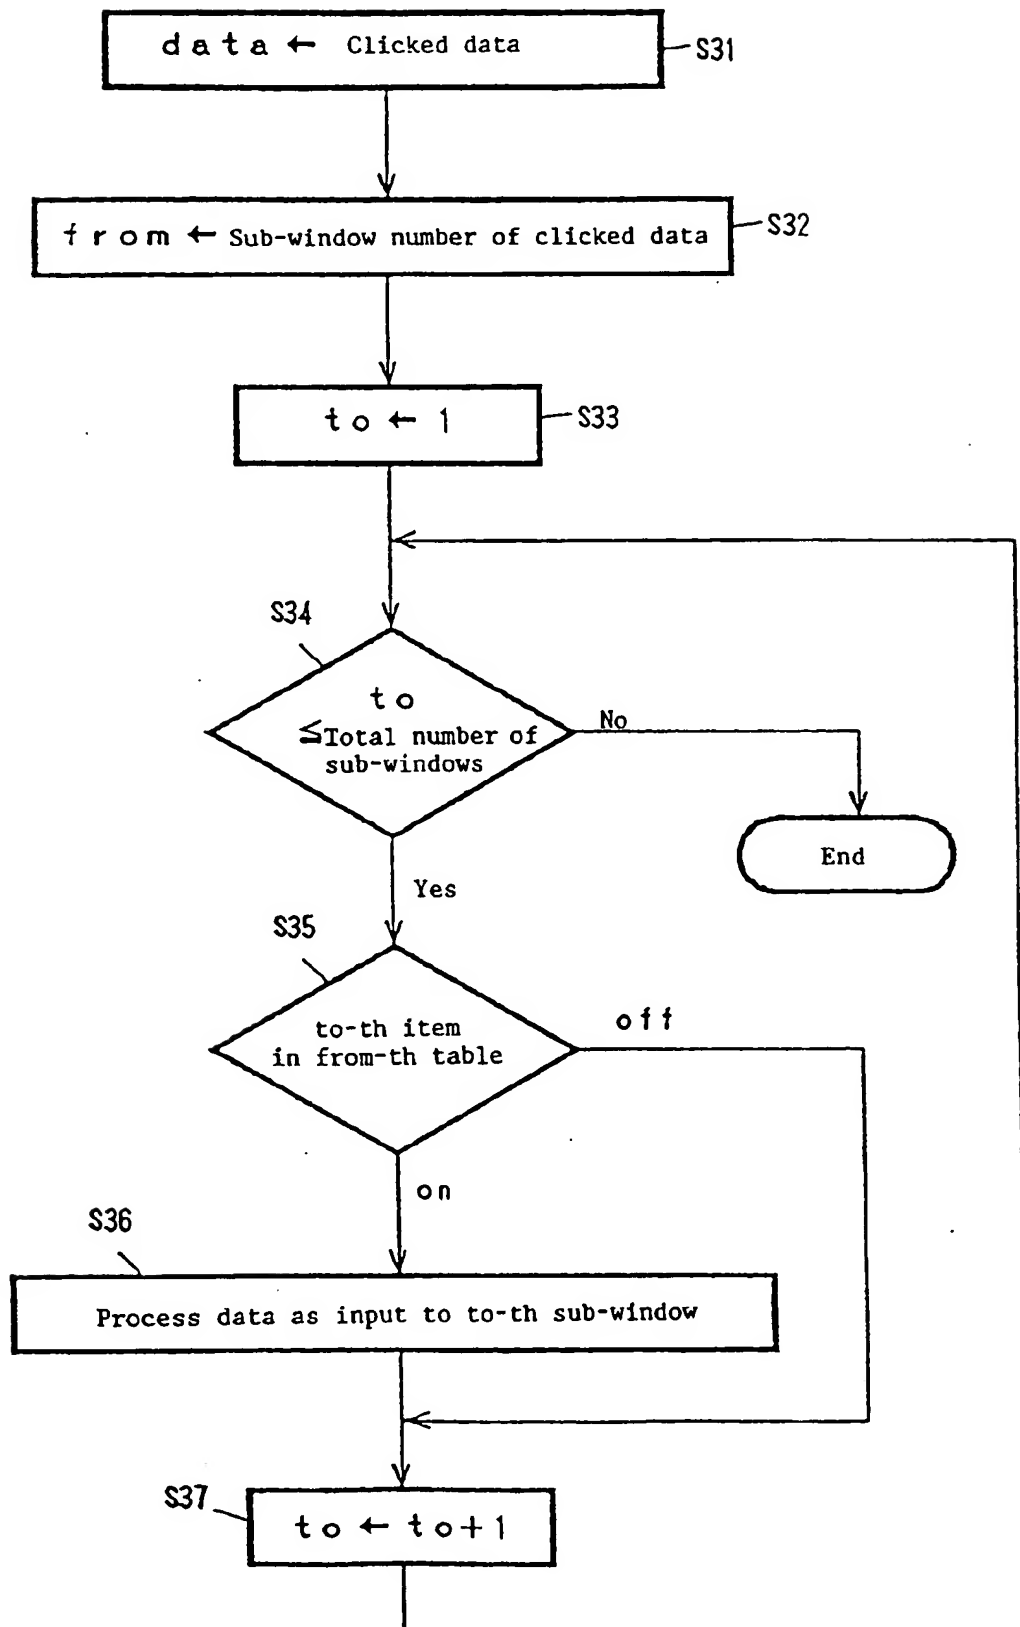 data ← Clicked data
S31
from ← Sub-window number of clicked data
S32
to ← 1
S33
S34
to
≦Total number of
sub-windows
No
End
Yes
S35
to-th item
in from-th table
off
on
S36
Process data as input to to-th sub-window
S37
to ← to+1